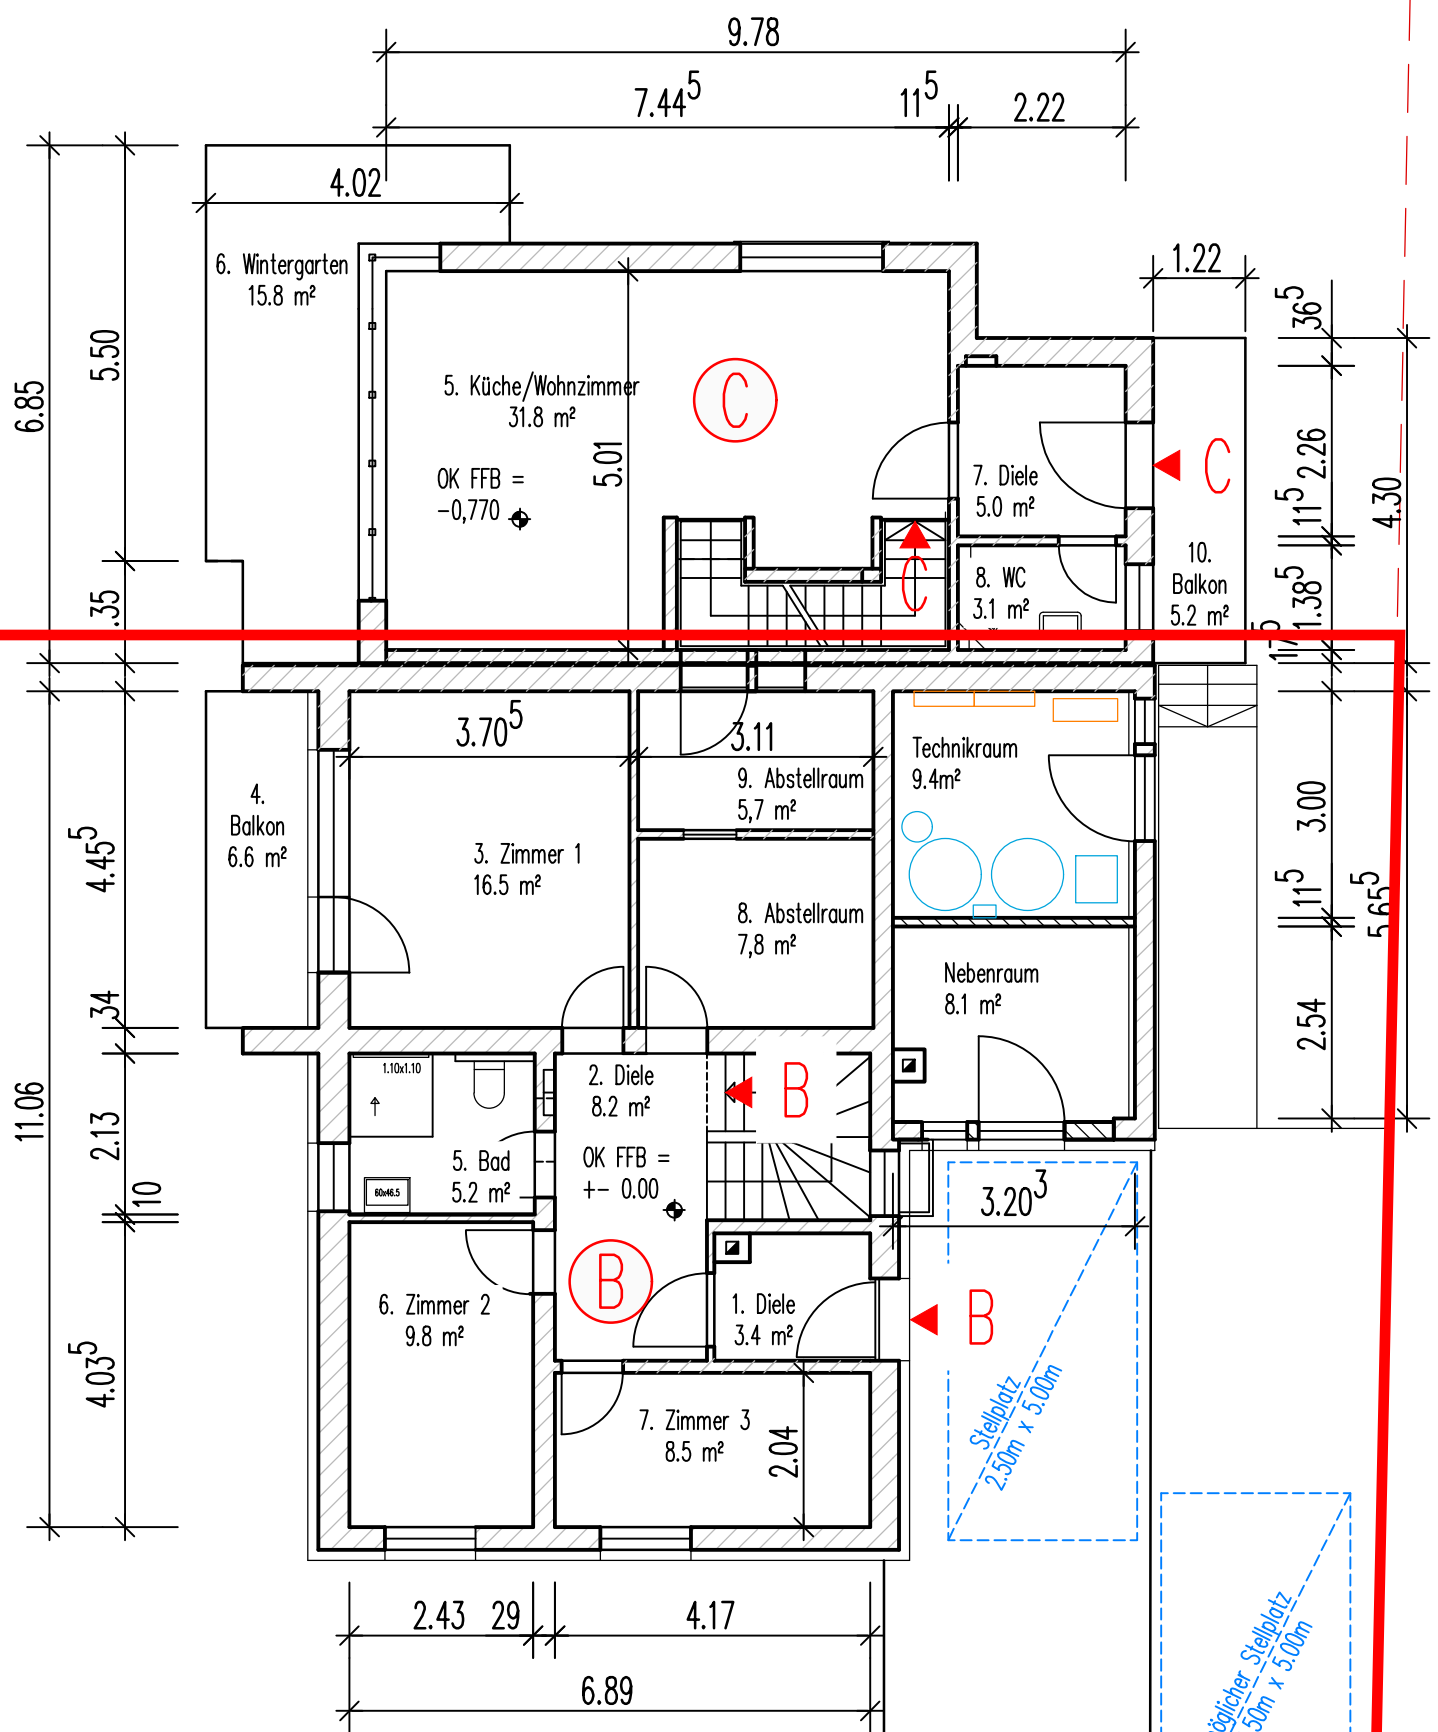 9.78
7.44⁵
11⁵
2.22
4.02
6. Wintergarten
15.8 m²
1.22
36⁵
5.50
6.85
5. Küche/Wohnzimmer
31.8 m²
C
OK FFB =
-0,770
5.01
7. Diele
5.0 m²
C
2.26
11⁵
4.30
C
8. WC
3.1 m²
10.
Balkon
5.2 m²
1.38⁵
17⁵
.35
3.70⁵
3.11
Technikraum
9.4m²
9. Abstellraum
5,7 m²
4.
Balkon
6.6 m²
4.45⁵
3. Zimmer 1
16.5 m²
3.00
11⁵
5.65⁵
8. Abstellraum
7,8 m²
Nebenraum
8.1 m²
34
2.54
1.10x1.10
2. Diele
8.2 m²
B
11.06
2.13
10
5. Bad
5.2 m²
60x46.5
OK FFB =
+- 0.00
3.20³
B
6. Zimmer 2
9.8 m²
1. Diele
3.4 m²
B
4.03⁵
7. Zimmer 3
8.5 m²
2.04
Stellplatz
2.50m x 5.00m
2.43
29
4.17
6.89
öglicher Stellplatz
50m x 5.00m